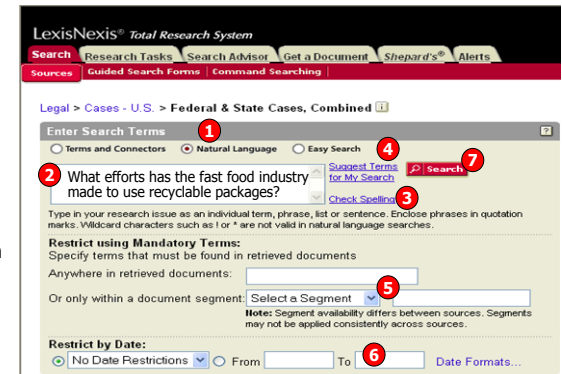 LexisNexis® Total Research System
Search Research Tasks Search Advisor Get a Document Shepard's® Alerts
Sources Guided Search Forms | Command Searching |
Legal > Cases - U.S. > Federal & State Cases, Combined i
Enter Search Terms 1 ?
Terms and Connectors Natural Language Easy Search 4
2 What efforts has the fast food industry Suggest Terms Search 7
made to use recyclable packages? for My Search
Check Spelling 3
Type in your research issue as an individual term, phrase, list or sentence. Enclose phrases in quotation
marks. Wildcard characters such as ! or * are not valid in natural language searches.
Restrict using Mandatory Terms:
Specify terms that must be found in retrieved documents
Anywhere in retrieved documents:
Or only within a document segment: Select a Segment 5
Note: Segment availability differs between sources. Segments
may not be applied consistently across sources.
Restrict by Date:
No Date Restrictions From To 6 Date Formats...